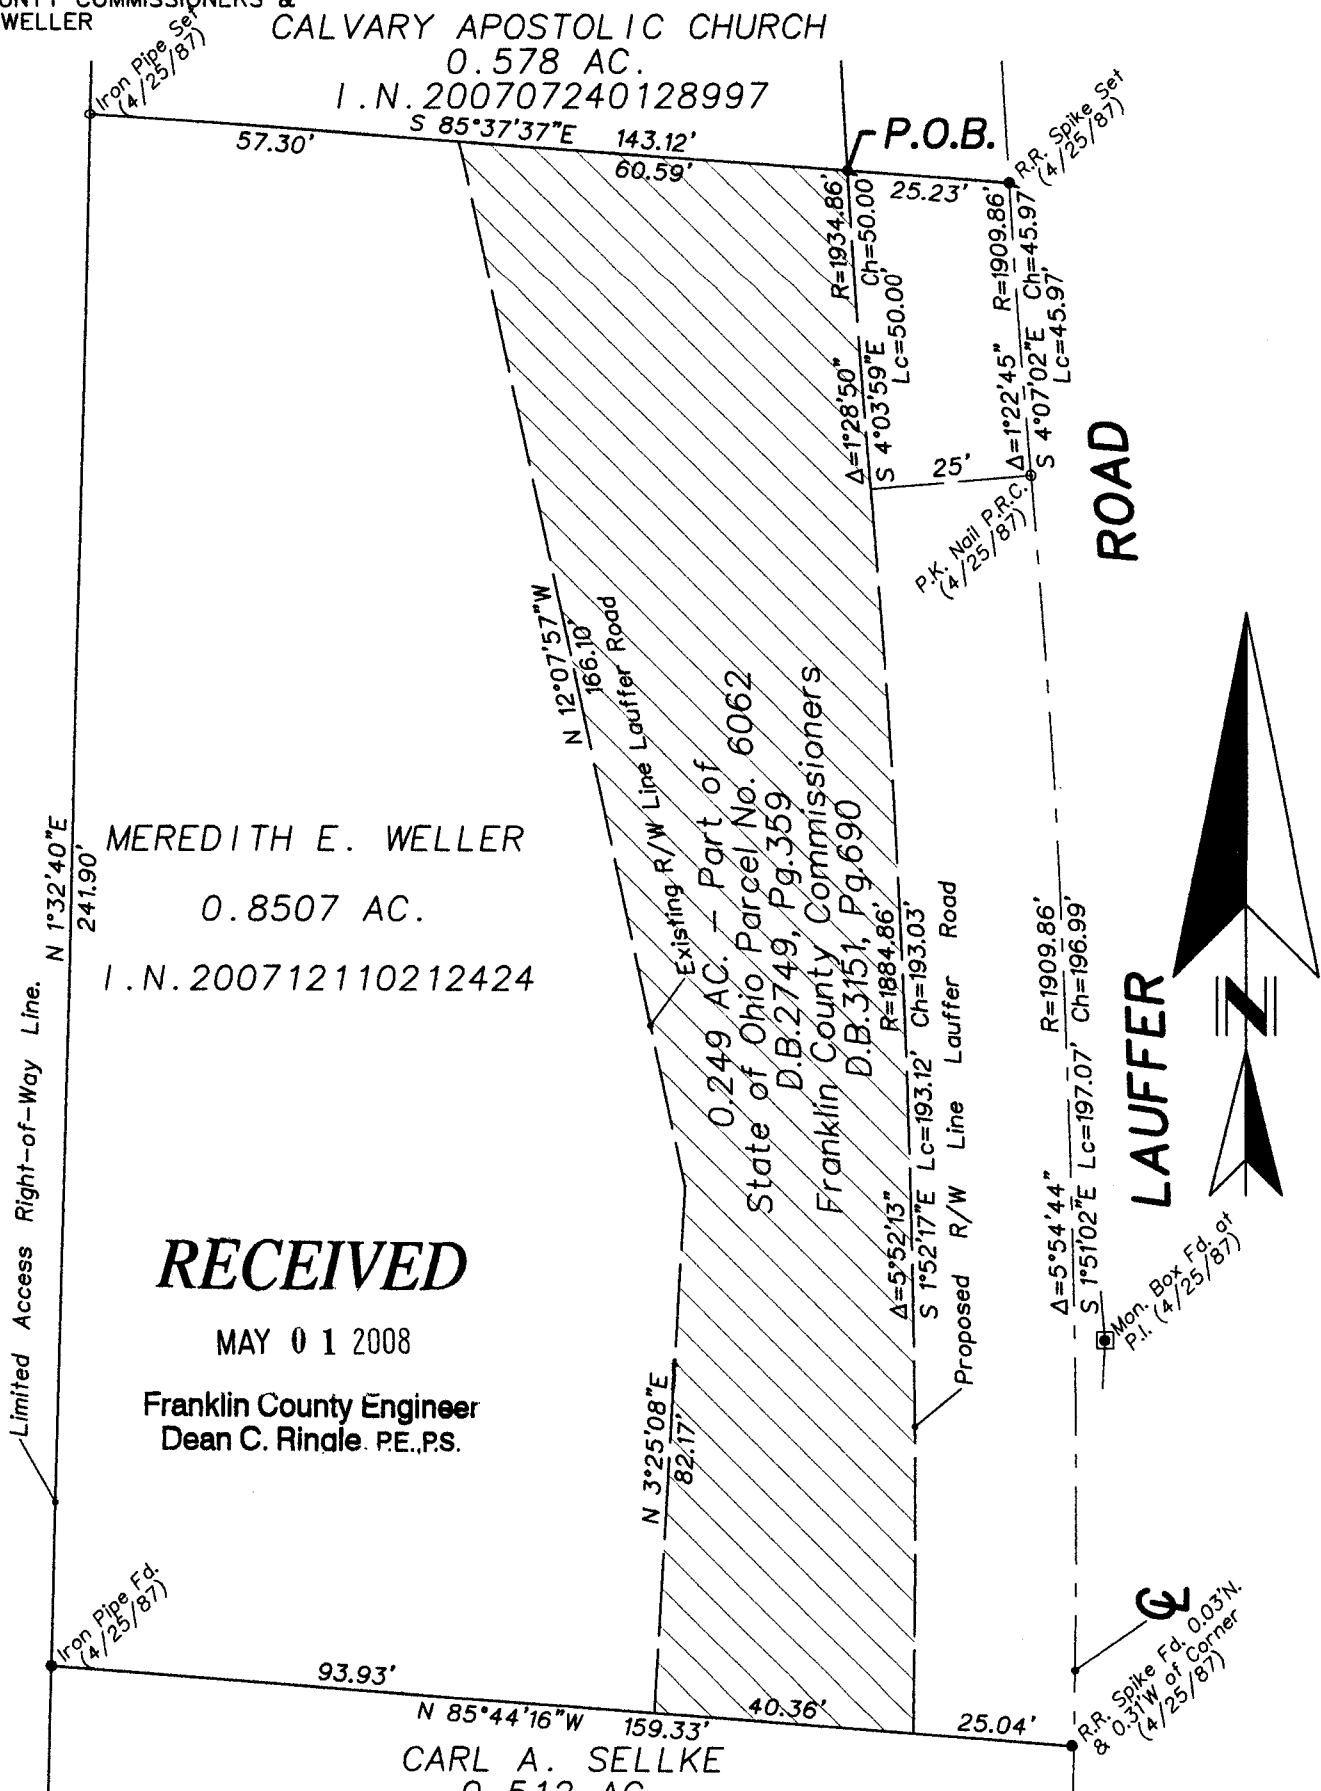 COMMISSIONERS &
WELLER
CALVARY APOSTOLIC CHURCH
0.578 AC.
I.N.200707240128997
Iron Pipe Set
(4/25/87)
57.30'
S 85°37'37"E
143.12'
60.59'
P.O.B.
25.23'
R.R. Spike Set
(4/25/87)
Δ=1°28'50" R=1934.86'
S 4°03'59"E Ch=50.00'
Lc=50.00'
Δ=1°22'45" R=1909.86'
S 4°07'02"E Ch=45.97'
Lc=45.97'
25'
P.K. Nail P.R.C.
(4/25/87)
LAUFFER ROAD
N 12°07'57"W
166.10'
Existing R/W Line Lauffer Road
N 1°32'40"E
241.90'
MEREDITH E. WELLER
0.8507 AC.
I.N.200712110212424
0.249 AC. - Part of
State of Ohio Parcel No. 6062
D.B.2749, Pg.359
Franklin County Commissioners
D.B.3151, Pg.690
Δ=5°52'13" R=1884.86'
S 1°52'17"E Lc=193.12' Ch=193.03'
Proposed R/W Line Lauffer Road
Δ=5°54'44" R=1909.86'
S 1°51'02"E Lc=197.07' Ch=196.99'
N
Mon. Box Fd. at
P.I. (4/25/87)
Limited Access Right-of-Way Line.
RECEIVED
MAY 01 2008
Franklin County Engineer
Dean C. Ringle. P.E.,P.S.
N 3°25'08"E
82.17'
Iron Pipe Fd.
(4/25/87)
93.93'
N 85°44'16"W
159.33'
40.36'
25.04'
CL
R.R. Spike Fd. 0.03'N.
& 0.31'W of Corner
(4/25/87)
CARL A. SELLKE
0.512 AC.